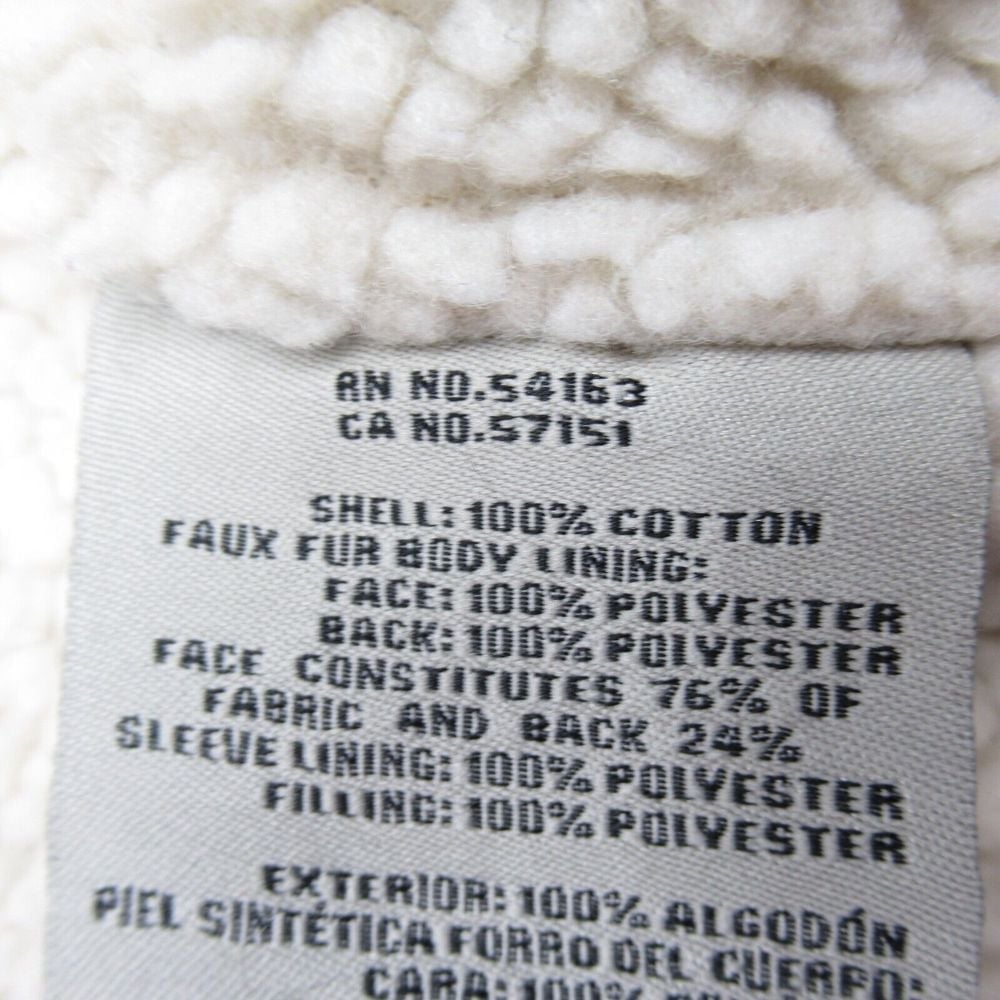 RN NO.54163
CA NO.57151
SHELL: 100% COTTON
FAUX FUR BODY LINING:
FACE: 100% POLYESTER
BACK: 100% POLYESTER
FACE CONSTITUTES 76% OF
FABRIC AND BACK 24%
SLEEVE LINING: 100% POLYESTER
FILLING: 100% POLYESTER
EXTERIOR: 100% ALGODÓN
PIEL SINTÉTICA FORRO DEL CUERPO:
CARA: 100%